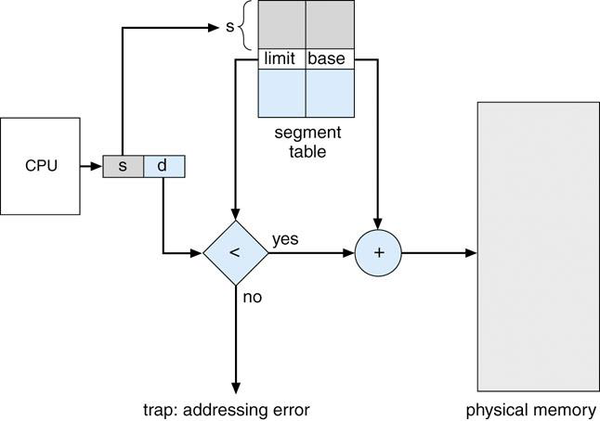 s
limit base
segment
table
CPU
s d
<
yes
+
no
trap: addressing error
physical memory